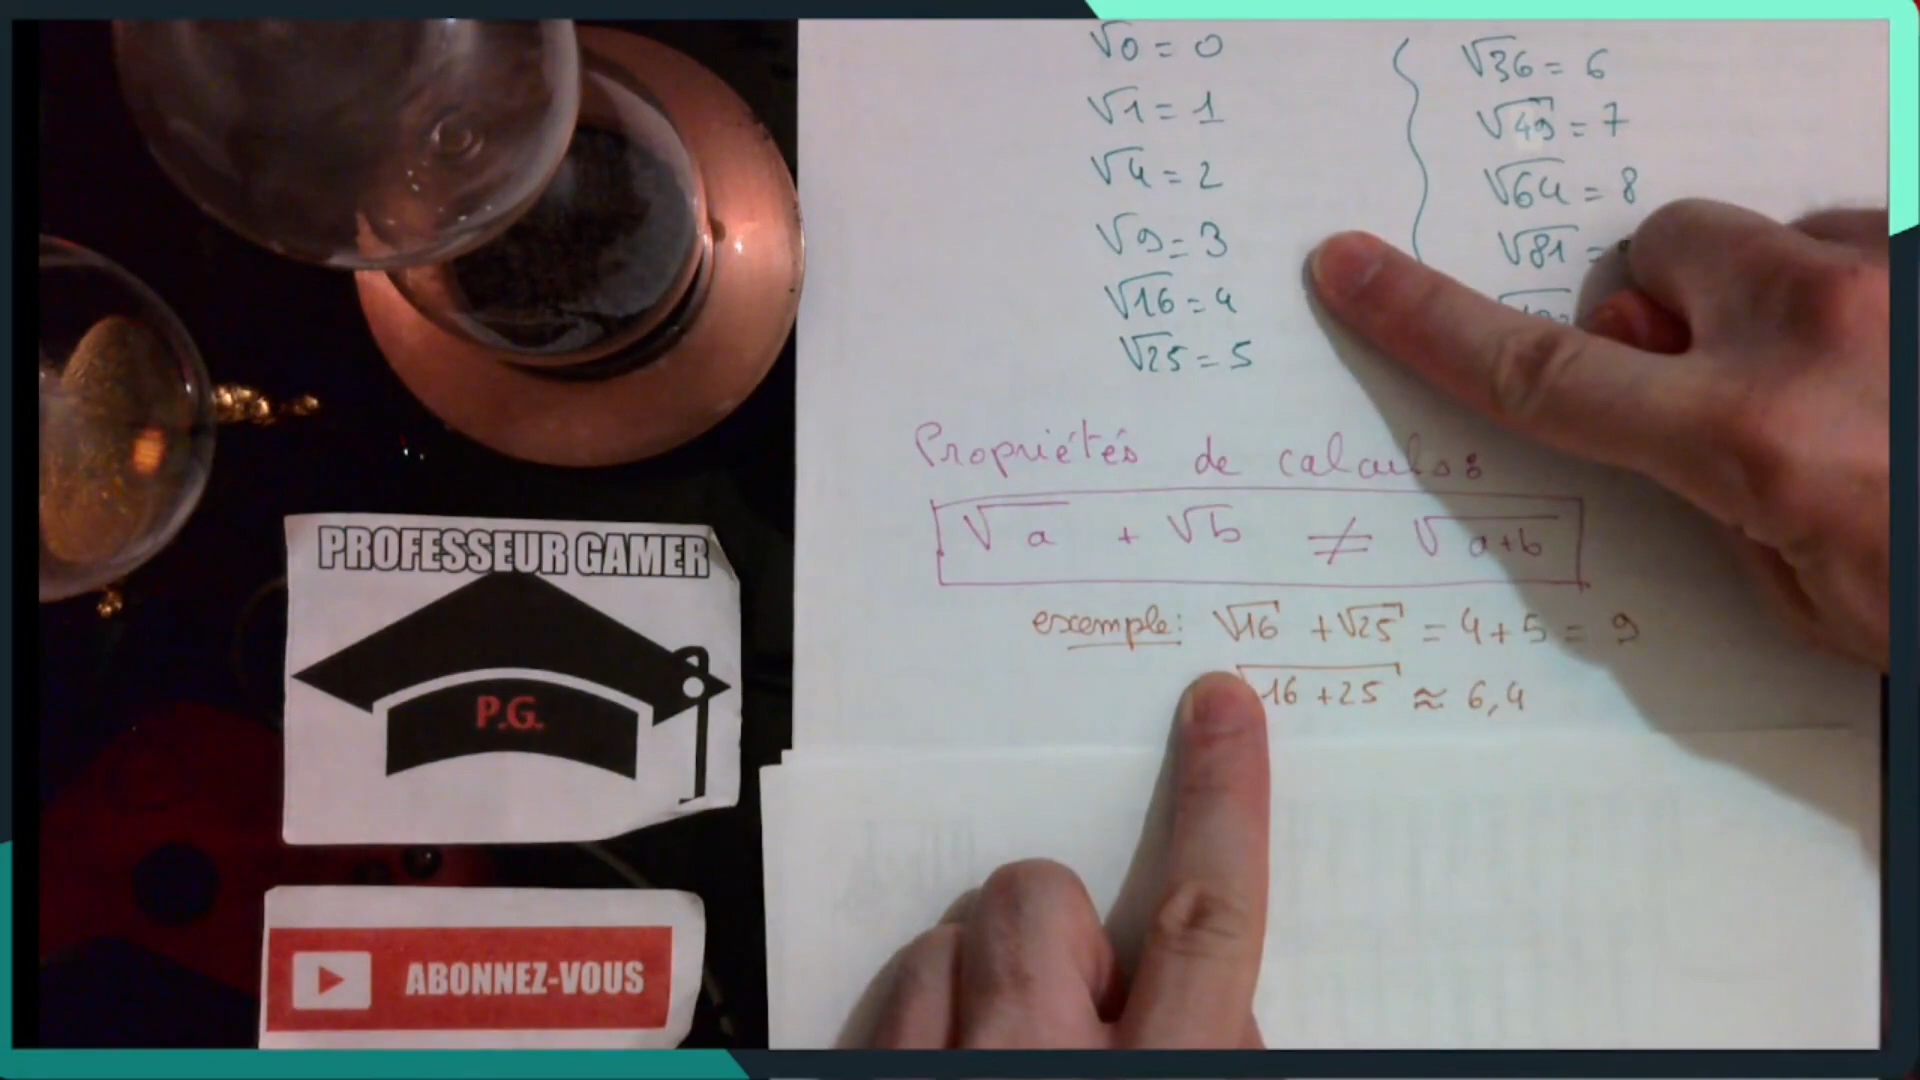 √0 = 0
√1 = 1
√4 = 2
√9 = 3
√16 = 4
√25 = 5
√36 = 6
√49 = 7
√64 = 8
√81 =
Propriétés de calculs :
√a + √b ≠ √a+b
exemple : √16 + √25 = 4 + 5 = 9
√16 + 25 ≈ 6,4
PROFESSEUR GAMER
P.G.
ABONNEZ-VOUS